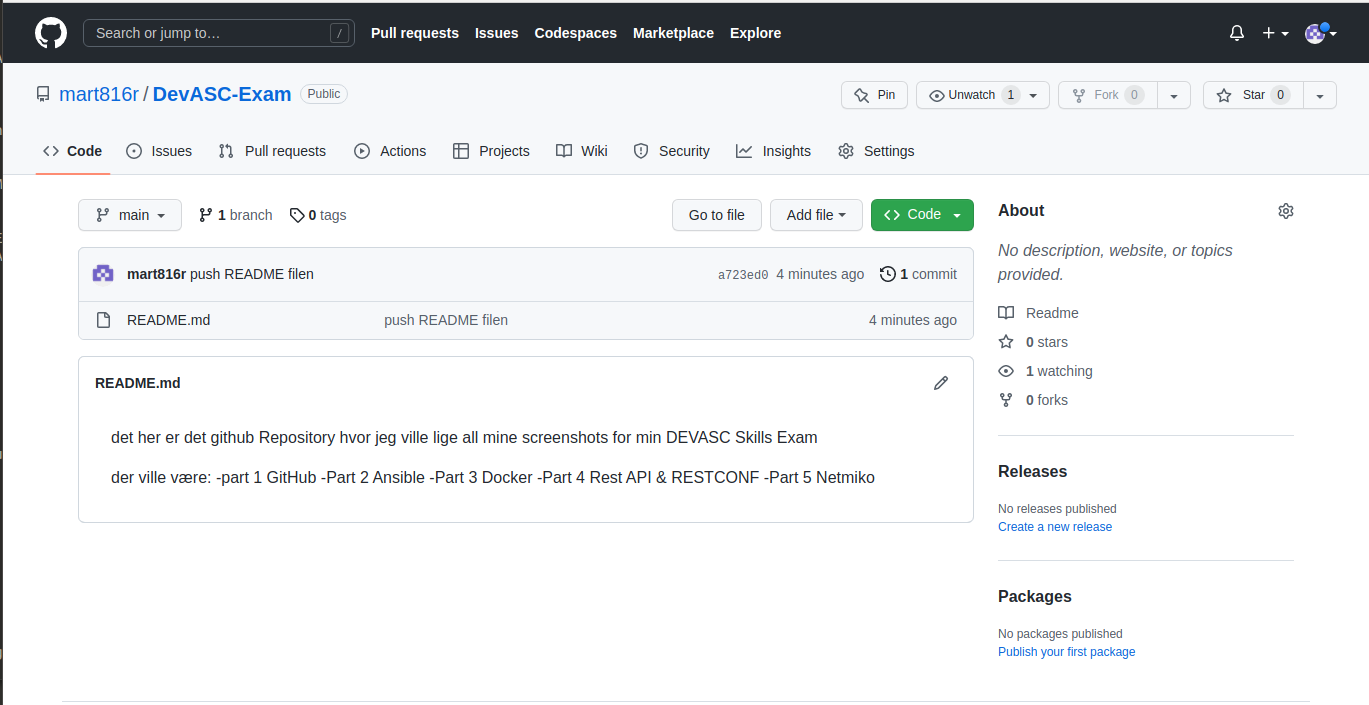 Search or jump to… /
Pull requests Issues Codespaces Marketplace Explore
mart816r / DevASC-Exam Public
Pin Unwatch 1 Fork 0 Star 0
Code Issues Pull requests Actions Projects Wiki Security Insights Settings
main 1 branch 0 tags Go to file Add file Code
mart816r push README filen a723ed0 4 minutes ago 1 commit
README.md push README filen 4 minutes ago
README.md
det her er det github Repository hvor jeg ville lige all mine screenshots for min DEVASC Skills Exam
der ville være: -part 1 GitHub -Part 2 Ansible -Part 3 Docker -Part 4 Rest API & RESTCONF -Part 5 Netmiko
About
No description, website, or topics
provided.
Readme
0 stars
1 watching
0 forks
Releases
No releases published
Create a new release
Packages
No packages published
Publish your first package